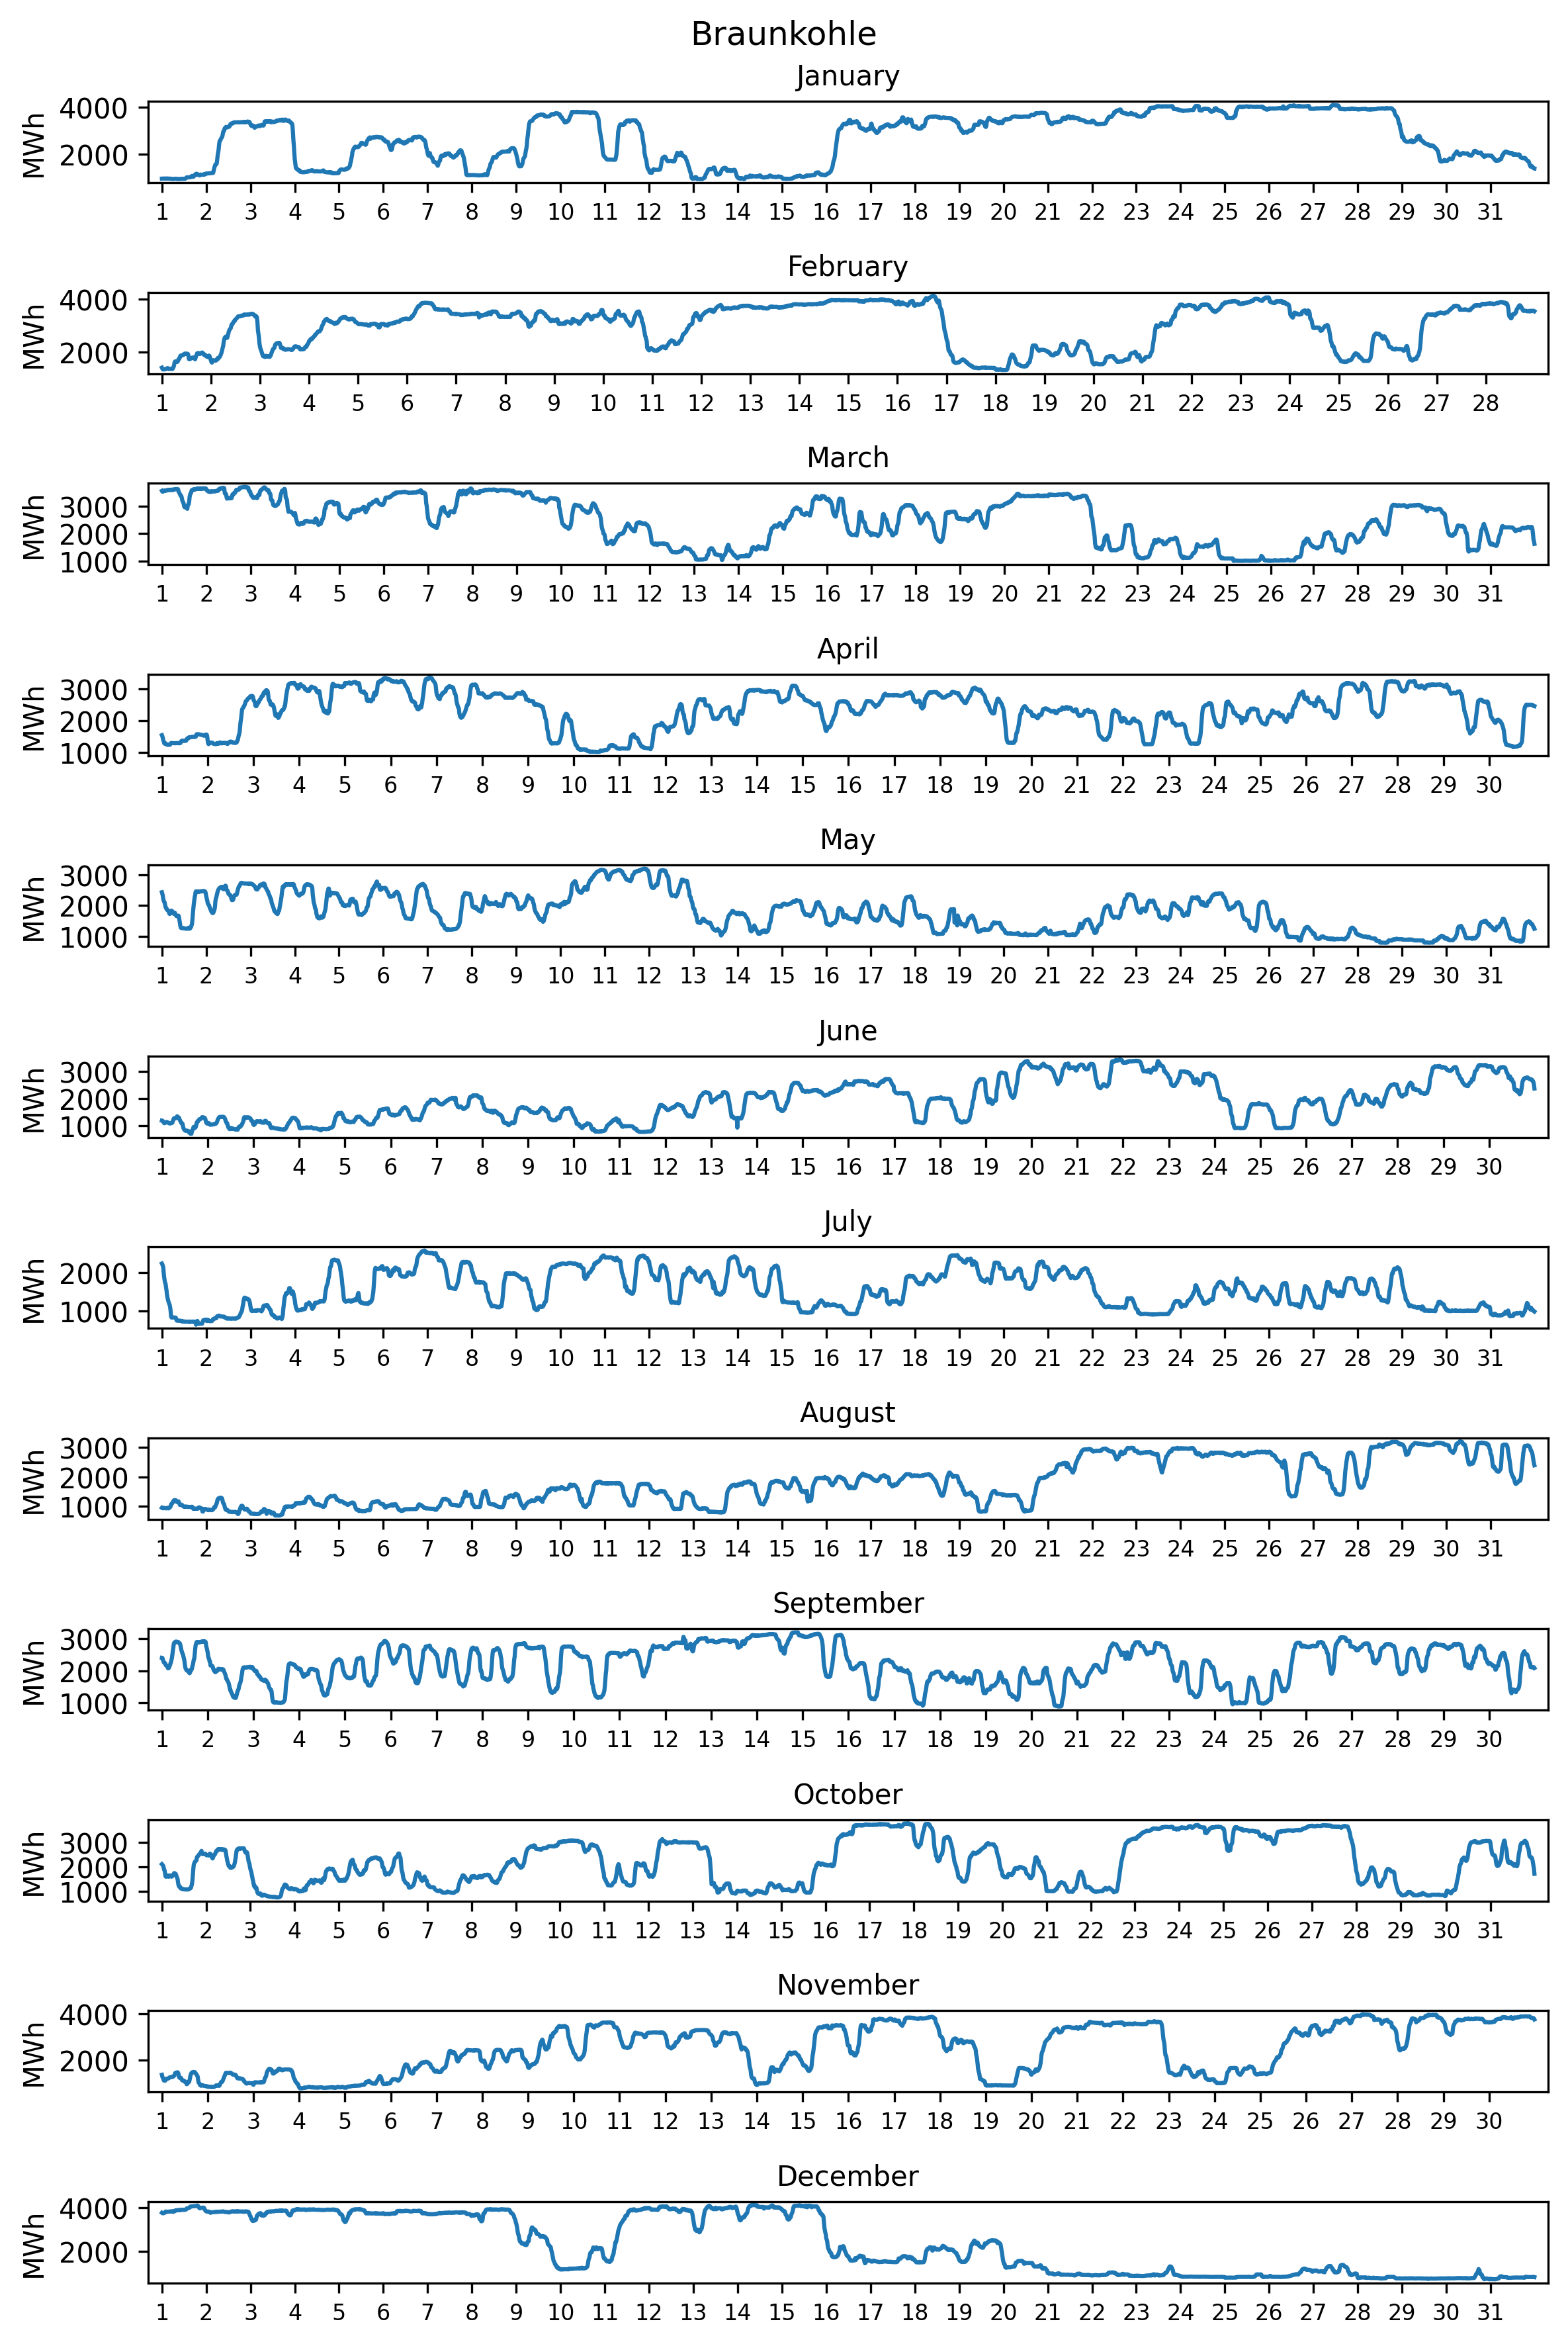 Braunkohle
January
MWh
4000
2000
1 2 3 4 5 6 7 8 9 10 11 12 13 14 15 16 17 18 19 20 21 22 23 24 25 26 27 28 29 30 31
February
MWh
4000
2000
1 2 3 4 5 6 7 8 9 10 11 12 13 14 15 16 17 18 19 20 21 22 23 24 25 26 27 28
March
MWh
3000
2000
1000
1 2 3 4 5 6 7 8 9 10 11 12 13 14 15 16 17 18 19 20 21 22 23 24 25 26 27 28 29 30 31
April
MWh
3000
2000
1000
1 2 3 4 5 6 7 8 9 10 11 12 13 14 15 16 17 18 19 20 21 22 23 24 25 26 27 28 29 30
May
MWh
3000
2000
1000
1 2 3 4 5 6 7 8 9 10 11 12 13 14 15 16 17 18 19 20 21 22 23 24 25 26 27 28 29 30 31
June
MWh
3000
2000
1000
1 2 3 4 5 6 7 8 9 10 11 12 13 14 15 16 17 18 19 20 21 22 23 24 25 26 27 28 29 30
July
MWh
2000
1000
1 2 3 4 5 6 7 8 9 10 11 12 13 14 15 16 17 18 19 20 21 22 23 24 25 26 27 28 29 30 31
August
MWh
3000
2000
1000
1 2 3 4 5 6 7 8 9 10 11 12 13 14 15 16 17 18 19 20 21 22 23 24 25 26 27 28 29 30 31
September
MWh
3000
2000
1000
1 2 3 4 5 6 7 8 9 10 11 12 13 14 15 16 17 18 19 20 21 22 23 24 25 26 27 28 29 30
October
MWh
3000
2000
1000
1 2 3 4 5 6 7 8 9 10 11 12 13 14 15 16 17 18 19 20 21 22 23 24 25 26 27 28 29 30 31
November
MWh
4000
2000
1 2 3 4 5 6 7 8 9 10 11 12 13 14 15 16 17 18 19 20 21 22 23 24 25 26 27 28 29 30
December
MWh
4000
2000
1 2 3 4 5 6 7 8 9 10 11 12 13 14 15 16 17 18 19 20 21 22 23 24 25 26 27 28 29 30 31